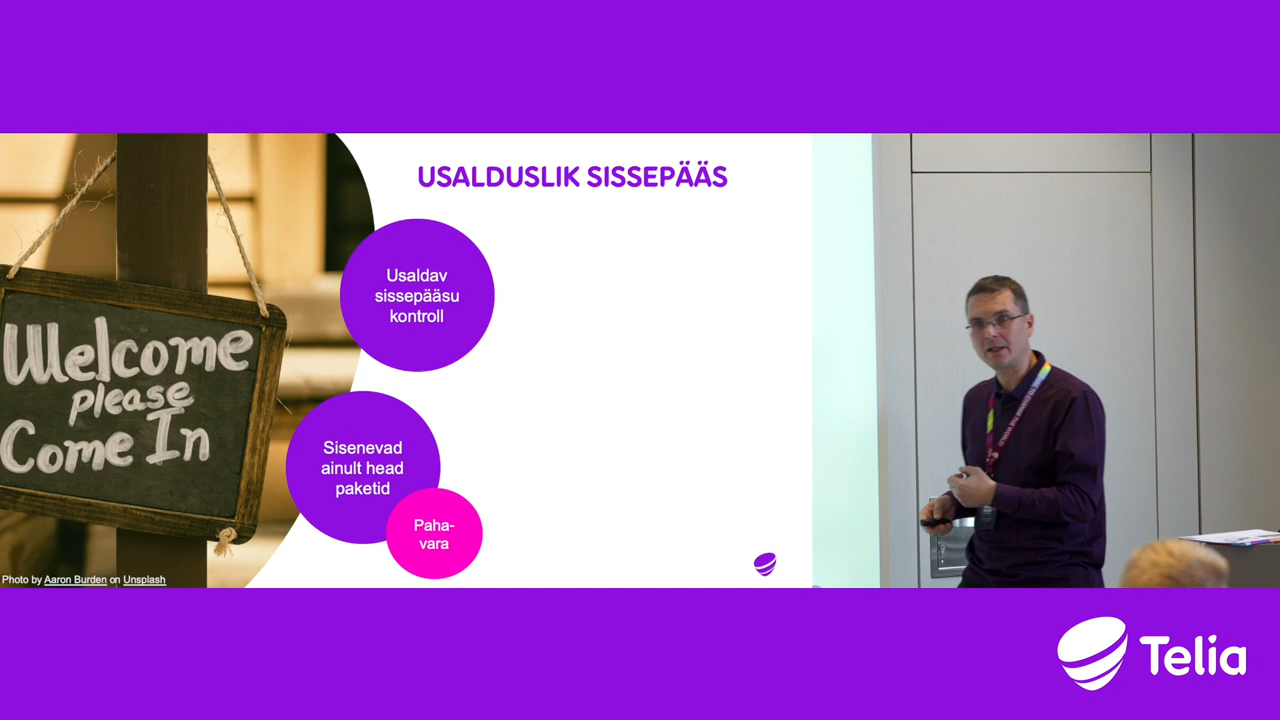 USALDUSLIK SISSEPÄÄS
Usaldav
sissepääsu
kontroll
Welcome
please
Come In
Sisenevad
ainult head
paketid
Paha-
vara
Photo by Aaron Burden on Unsplash
Telia